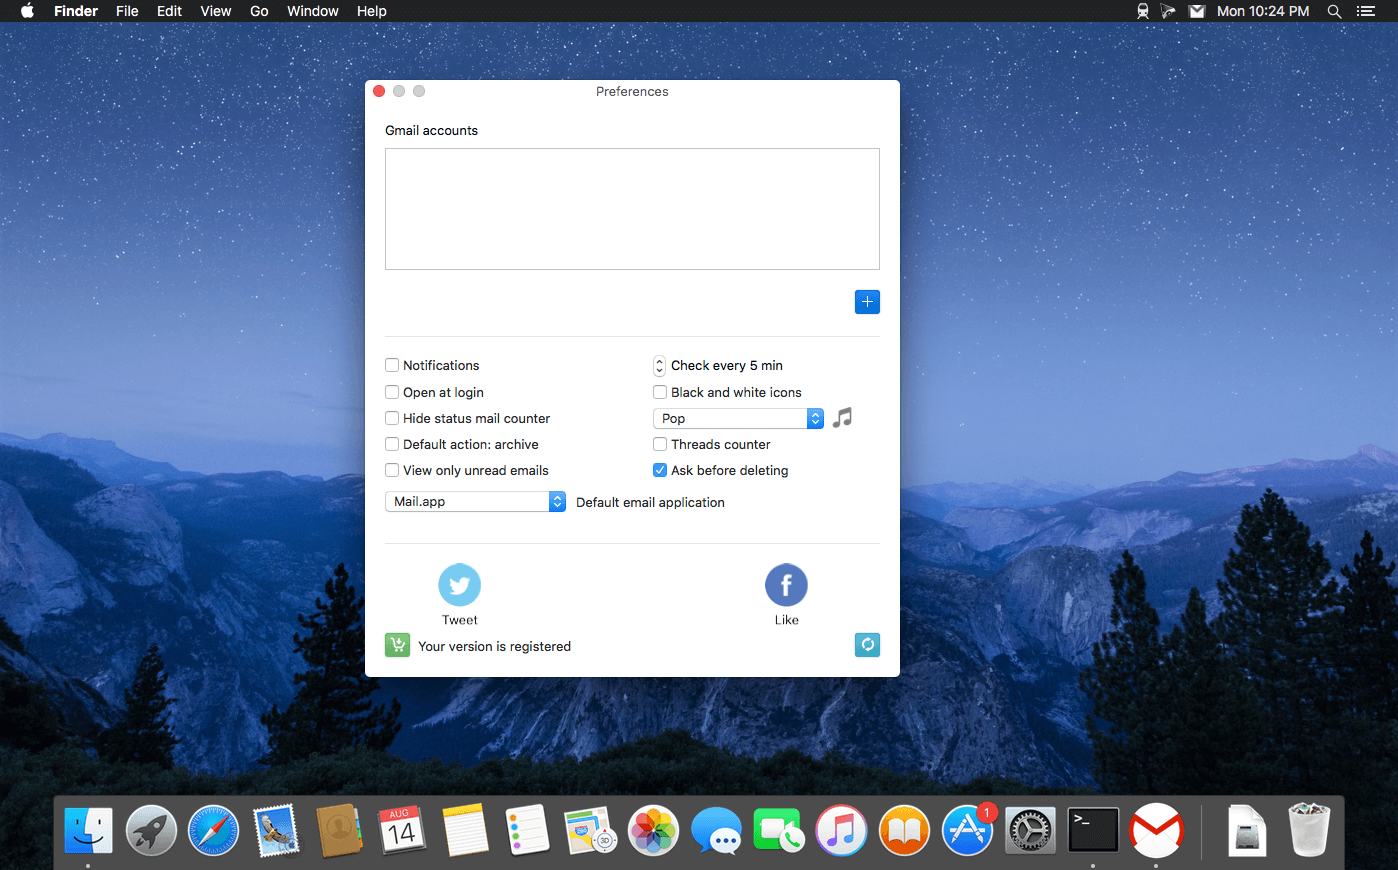 Finder File Edit View Go Window Help Mon 10:24 PM
Preferences
Gmail accounts
Notifications
Check every 5 min
Open at login
Black and white icons
Hide status mail counter
Pop
Default action: archive
Threads counter
View only unread emails
Ask before deleting
Mail.app
Default email application
Tweet
Like
Your version is registered
AUG
14
3D
1
>_